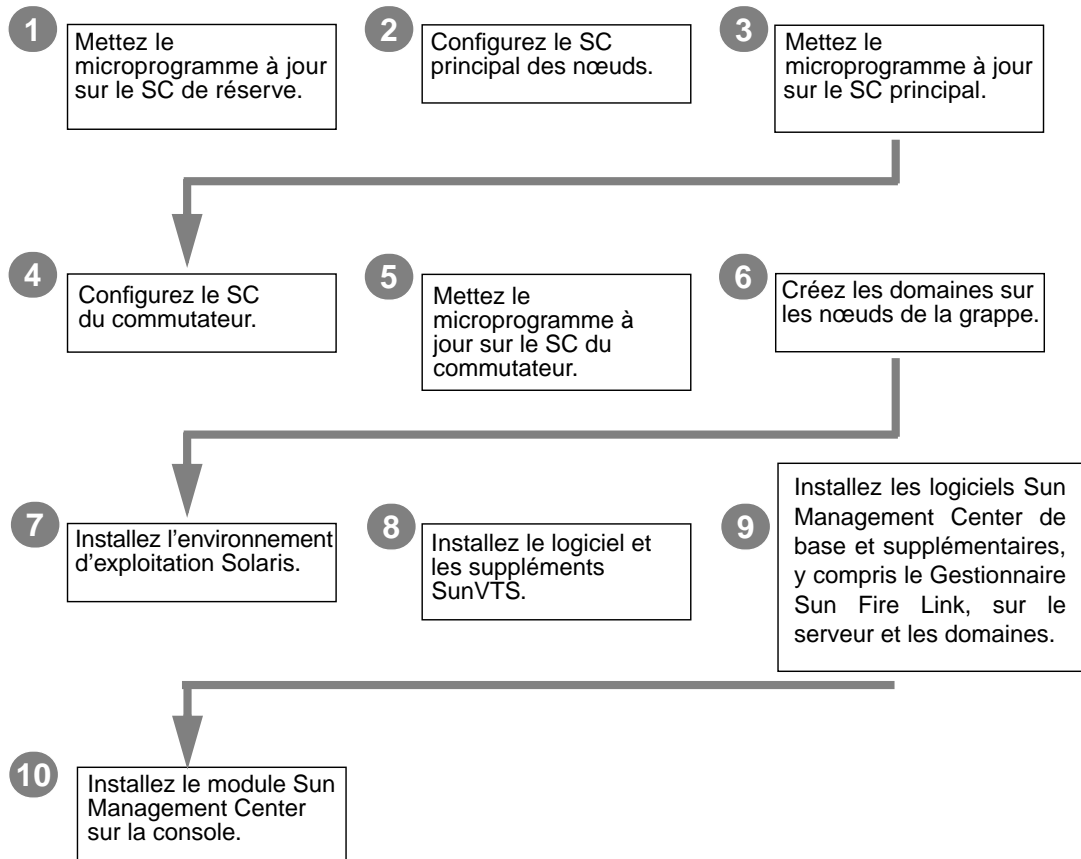 1
Mettez le
microprogramme à jour
sur le SC de réserve.
2
Configurez le SC
principal des nœuds.
3
Mettez le
microprogramme à jour
sur le SC principal.
4
Configurez le SC
du commutateur.
5
Mettez le
microprogramme à
jour sur le SC du
commutateur.
6
Créez les domaines sur
les nœuds de la grappe.
7
Installez l’environnement
d’exploitation Solaris.
8
Installez le logiciel et
les suppléments
SunVTS.
9
Installez les logiciels Sun
Management Center de
base et supplémentaires,
y compris le Gestionnaire
Sun Fire Link, sur le
serveur et les domaines.
10
Installez le module Sun
Management Center
sur la console.